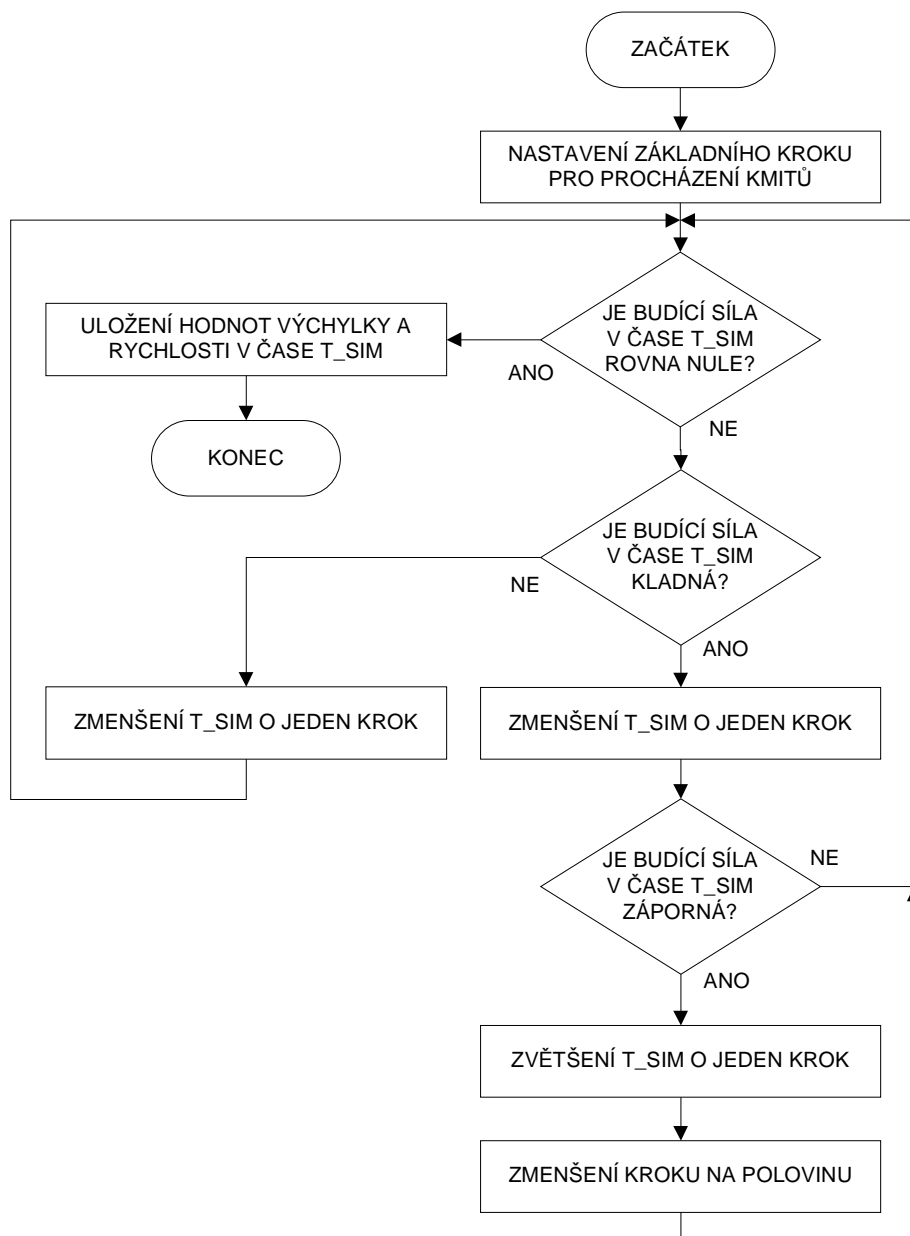 ZAČÁTEK
NASTAVENÍ ZÁKLADNÍHO KROKU
PRO PROCHÁZENÍ KMITŮ
JE BUDÍCÍ SÍLA
V ČASE T_SIM
ROVNA NULE?
ANO
NE
ULOŽENÍ HODNOT VÝCHYLKY A
RYCHLOSTI V ČASE T_SIM
KONEC
JE BUDÍCÍ SÍLA
V ČASE T_SIM
KLADNÁ?
NE
ANO
ZMENŠENÍ T_SIM O JEDEN KROK
ZMENŠENÍ T_SIM O JEDEN KROK
JE BUDÍCÍ SÍLA
V ČASE T_SIM
ZÁPORNÁ?
NE
ANO
ZVĚTŠENÍ T_SIM O JEDEN KROK
ZMENŠENÍ KROKU NA POLOVINU